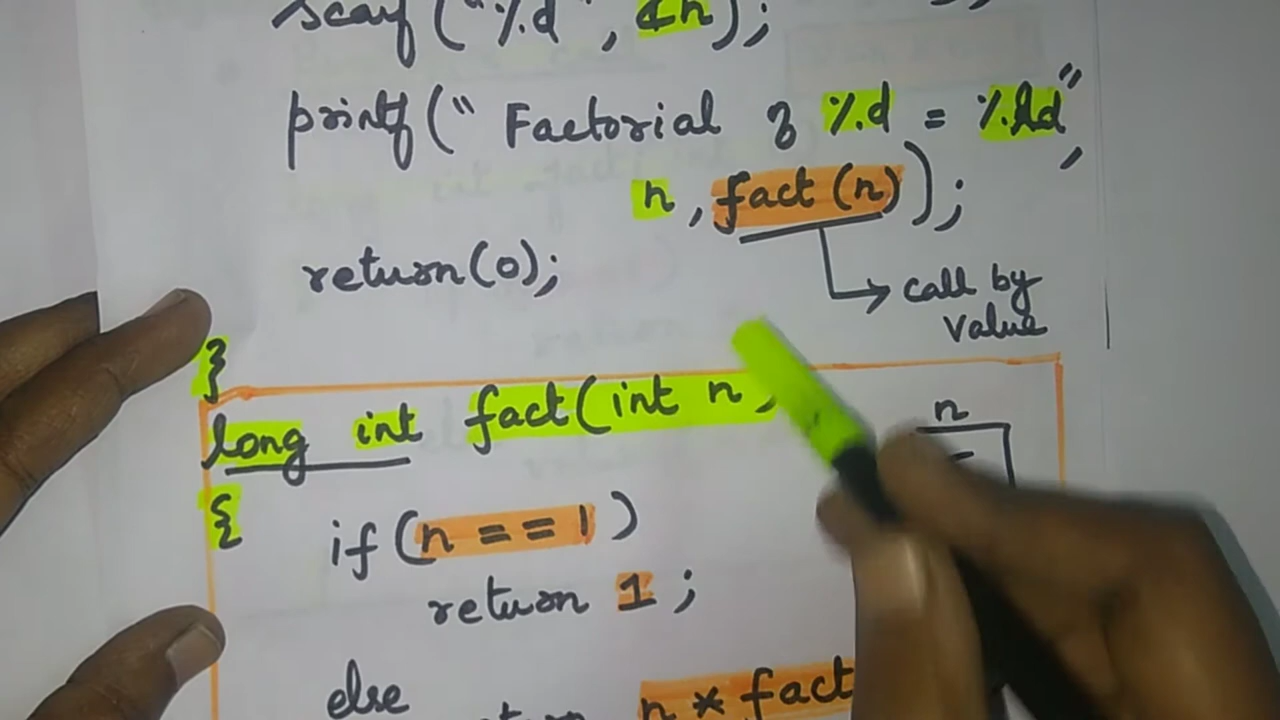 scanf("%d", &n);
printf(" Factorial of %d = %ld",
n, fact (n));
return(0);
call by
value
}
long int fact(int n)
n
{
if (n == 1)
return 1;
else
n * fact